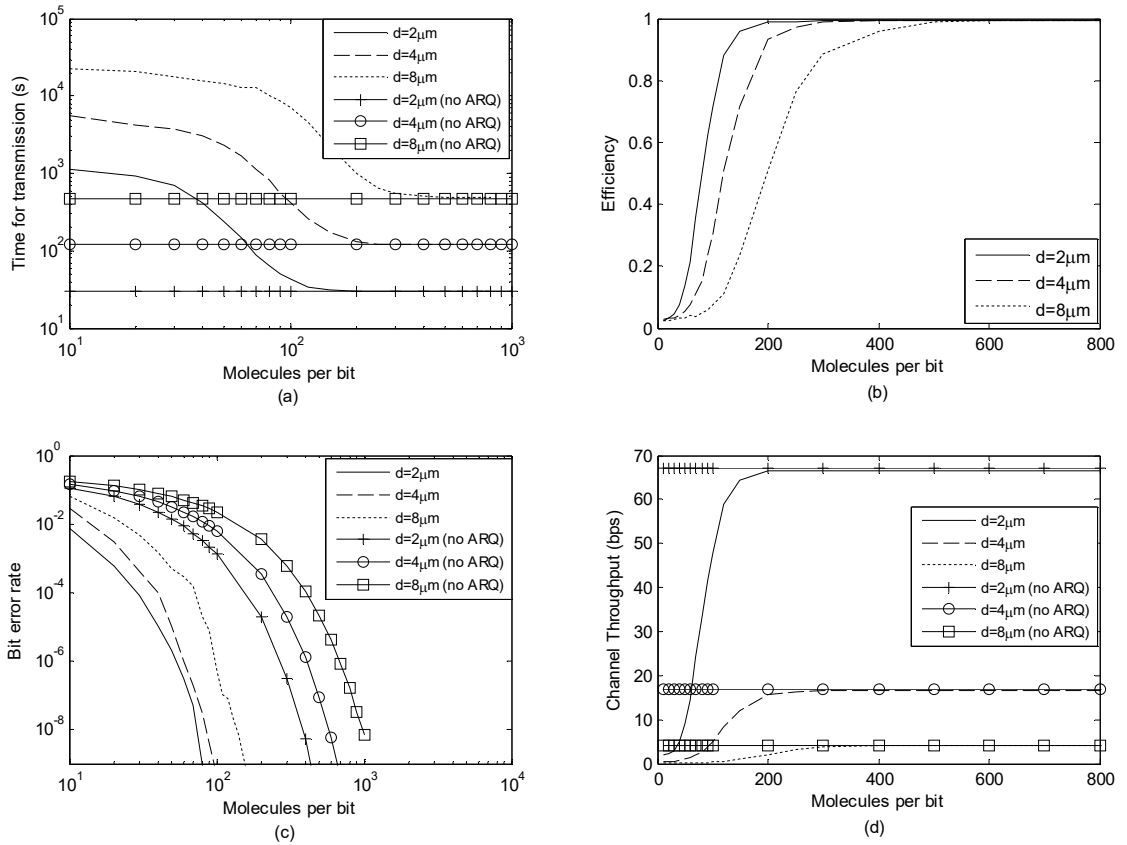 10^5
10^4
10^3
10^2
10^1
Time for transmission (s)
d=2μm
d=4μm
d=8μm
d=2μm (no ARQ)
d=4μm (no ARQ)
d=8μm (no ARQ)
10^1
10^2
10^3
Molecules per bit
(a)
1
0.8
0.6
0.4
0.2
0
Efficiency
d=2μm
d=4μm
d=8μm
0
200
400
600
800
Molecules per bit
(b)
10^0
10^-2
10^-4
10^-6
10^-8
Bit error rate
d=2μm
d=4μm
d=8μm
d=2μm (no ARQ)
d=4μm (no ARQ)
d=8μm (no ARQ)
10^1
10^2
10^3
10^4
Molecules per bit
(c)
70
60
50
40
30
20
10
0
Channel Throughput (bps)
d=2μm
d=4μm
d=8μm
d=2μm (no ARQ)
d=4μm (no ARQ)
d=8μm (no ARQ)
0
200
400
600
800
Molecules per bit
(d)